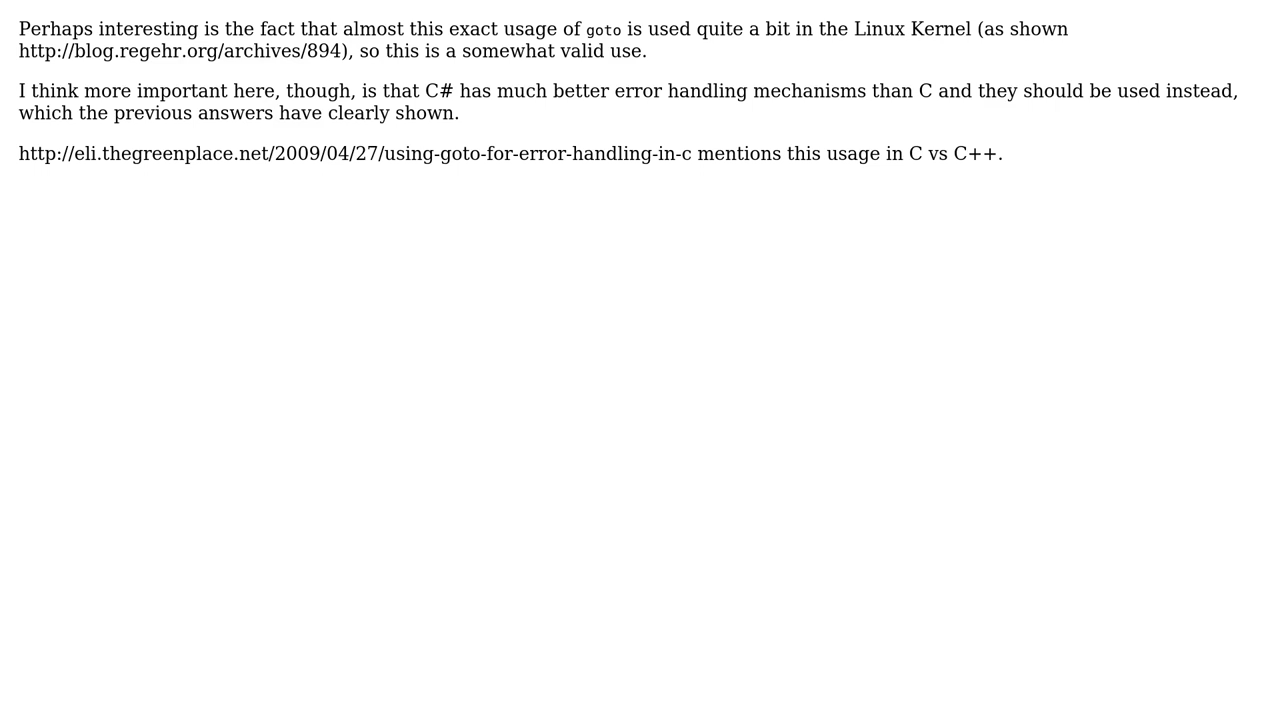 Perhaps interesting is the fact that almost this exact usage of goto is used quite a bit in the Linux Kernel (as shown
http://blog.regehr.org/archives/894), so this is a somewhat valid use.
I think more important here, though, is that C# has much better error handling mechanisms than C and they should be used instead,
which the previous answers have clearly shown.
http://eli.thegreenplace.net/2009/04/27/using-goto-for-error-handling-in-c mentions this usage in C vs C++.